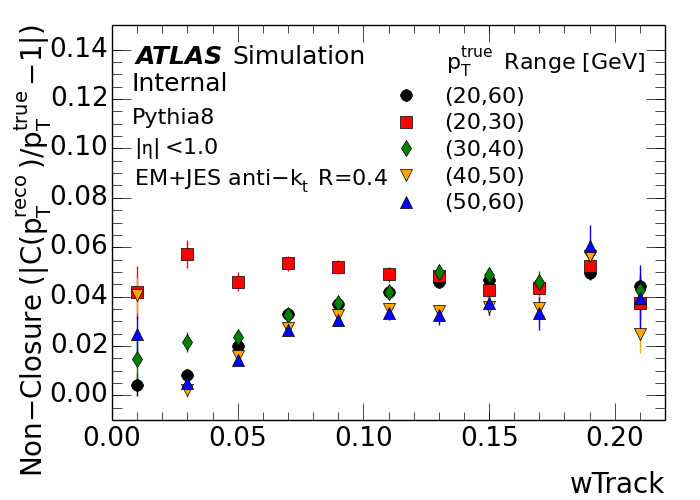 Non−Closure (|C(p_T^reco)/p_T^true −1|)
0.14
0.12
0.10
0.08
0.06
0.04
0.02
0.00
ATLAS Simulation
Internal
Pythia8
|η| <1.0
EM+JES anti−k_t R=0.4
p_T^true Range [GeV]
(20,60)
(20,30)
(30,40)
(40,50)
(50,60)
0.00 0.05 0.10 0.15 0.20
wTrack